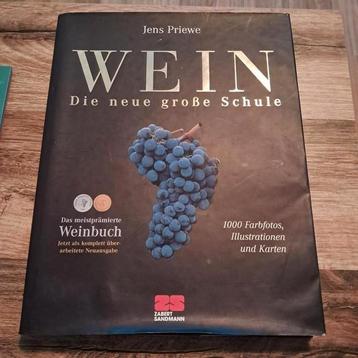 Jens Priewe
WEIN
Die neue große Schule
Das meistprämierte
Weinbuch
Jetzt als komplett über-
arbeitete Neuausgabe
1000 Farbfotos,
Illustrationen
und Karten
ZS
ZABERT
SANDMANN